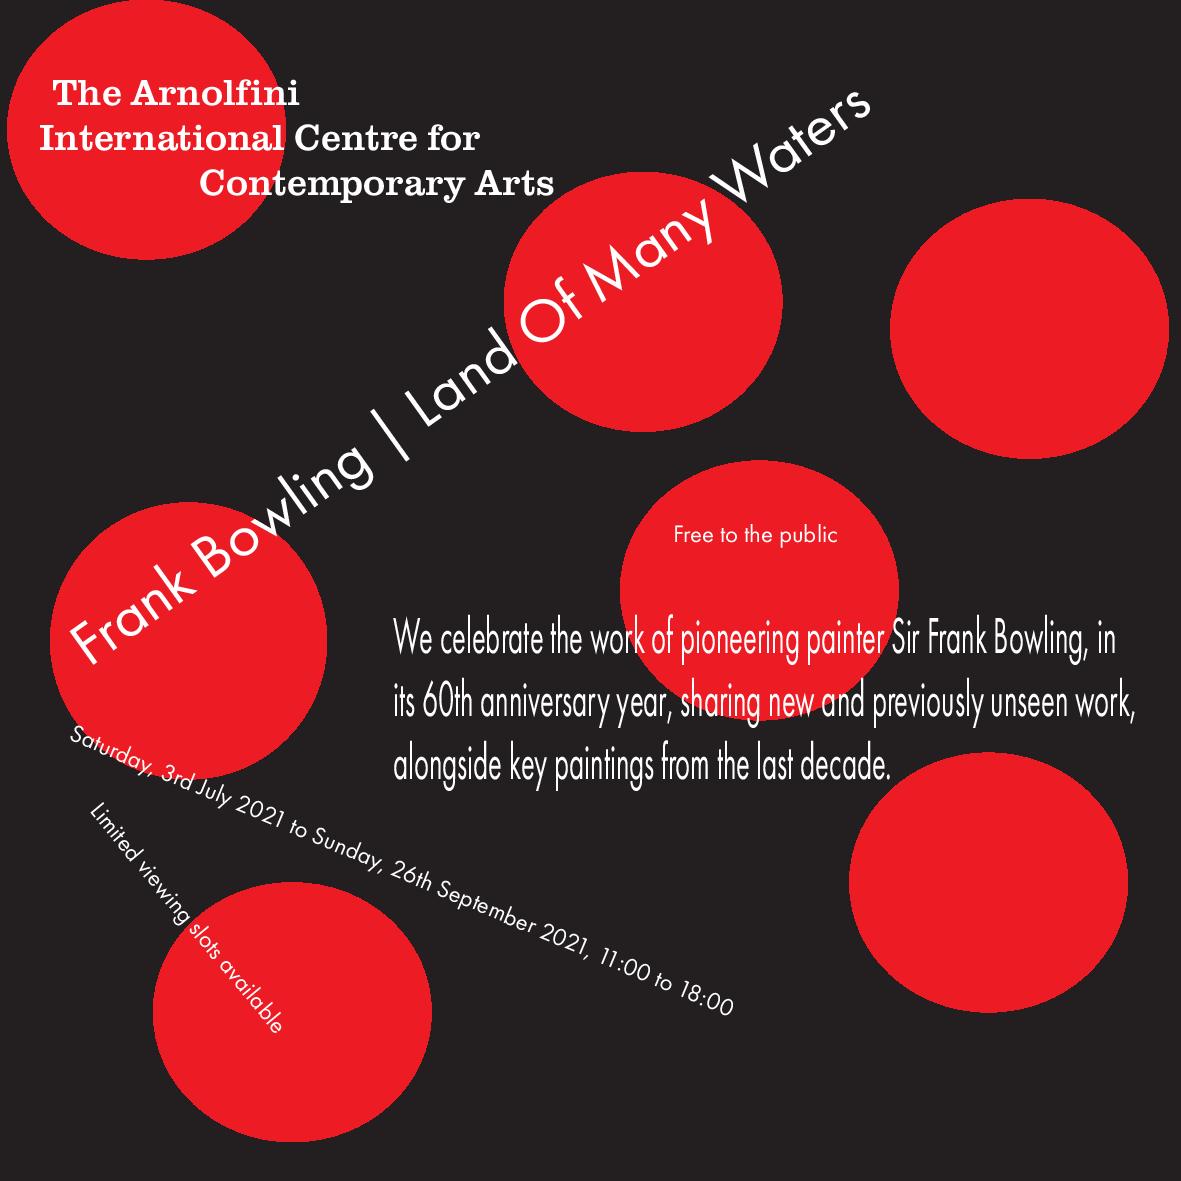 The Arnolfini
International Centre for
Contemporary Arts
Frank Bowling | Land Of Many Waters
Free to the public
We celebrate the work of pioneering painter Sir Frank Bowling, in
its 60th anniversary year, sharing new and previously unseen work,
alongside key paintings from the last decade.
Saturday, 3rd July 2021 to Sunday, 26th September 2021, 11:00 to 18:00
Limited viewing slots available